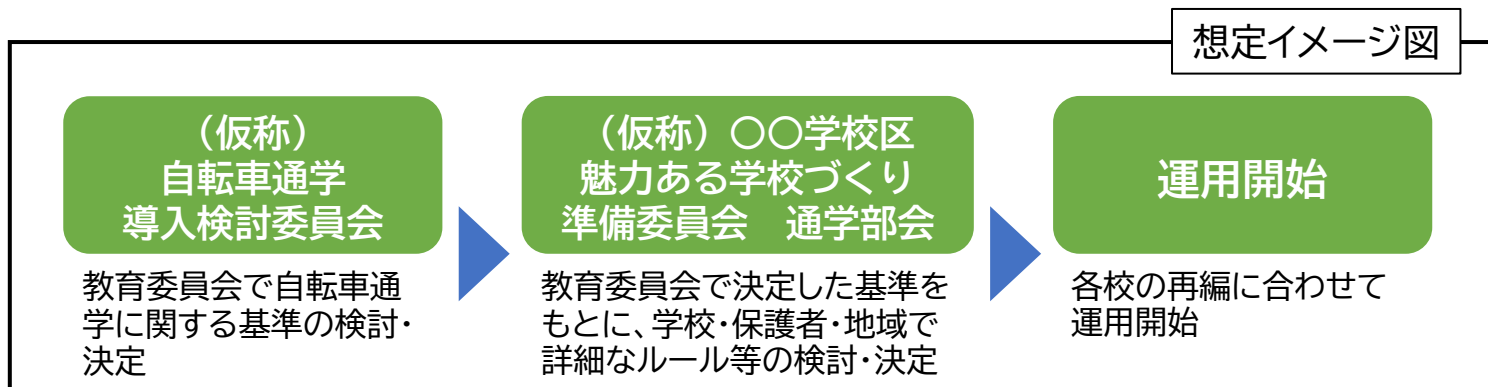 想定イメージ図
（仮称）
自転車通学
導入検討委員会
教育委員会で自転車通
学に関する基準の検討・
決定
（仮称）〇〇学校区
魅力ある学校づくり
準備委員会　通学部会
教育委員会で決定した基準を
もとに、学校・保護者・地域で
詳細なルール等の検討・決定
運用開始
各校の再編に合わせて
運用開始